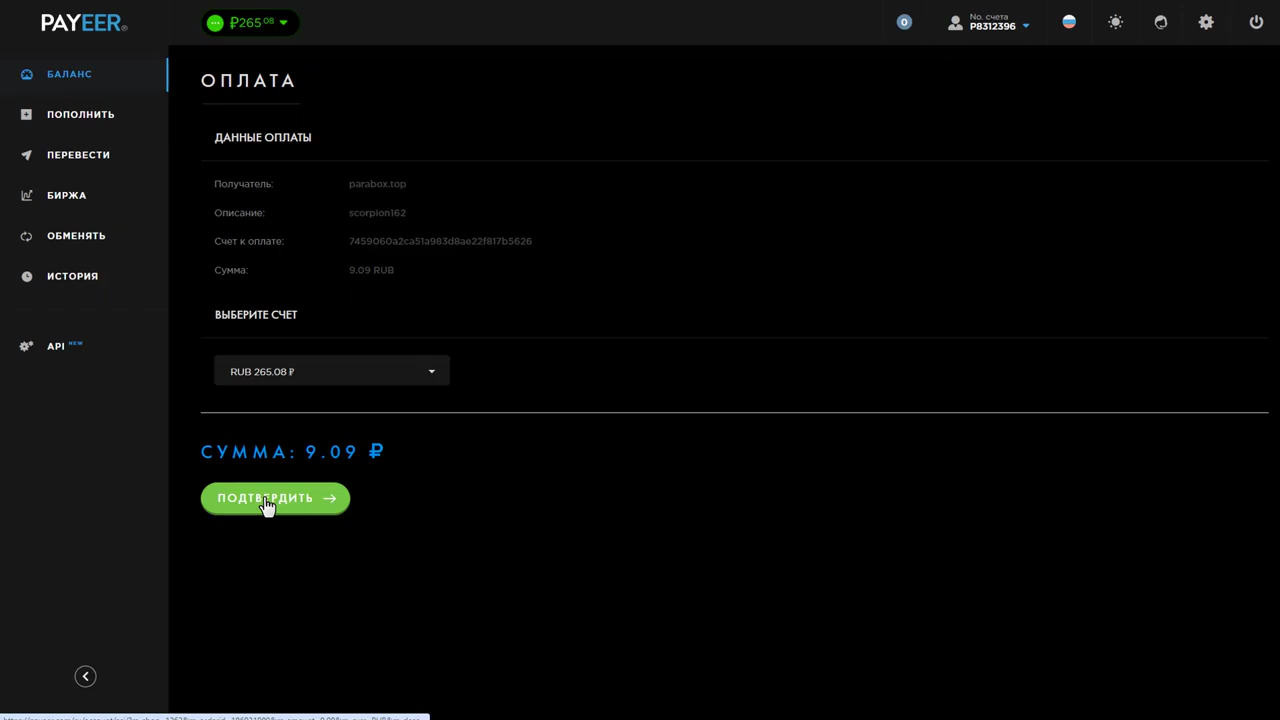 PAYEER®
₽265.08
0
No. счета
P8312396
БАЛАНС
ПОПОЛНИТЬ
ПЕРЕВЕСТИ
БИРЖА
ОБМЕНЯТЬ
ИСТОРИЯ
API NEW
ОПЛАТА
ДАННЫЕ ОПЛАТЫ
Получатель: parabox.top
Описание: scorpion162
Счет к оплате: 7459060a2ca51a983d8ae22f817b5626
Сумма: 9.09 RUB
ВЫБЕРИТЕ СЧЕТ
RUB 265.08 ₽
СУММА: 9.09 ₽
ПОДТВЕРДИТЬ →